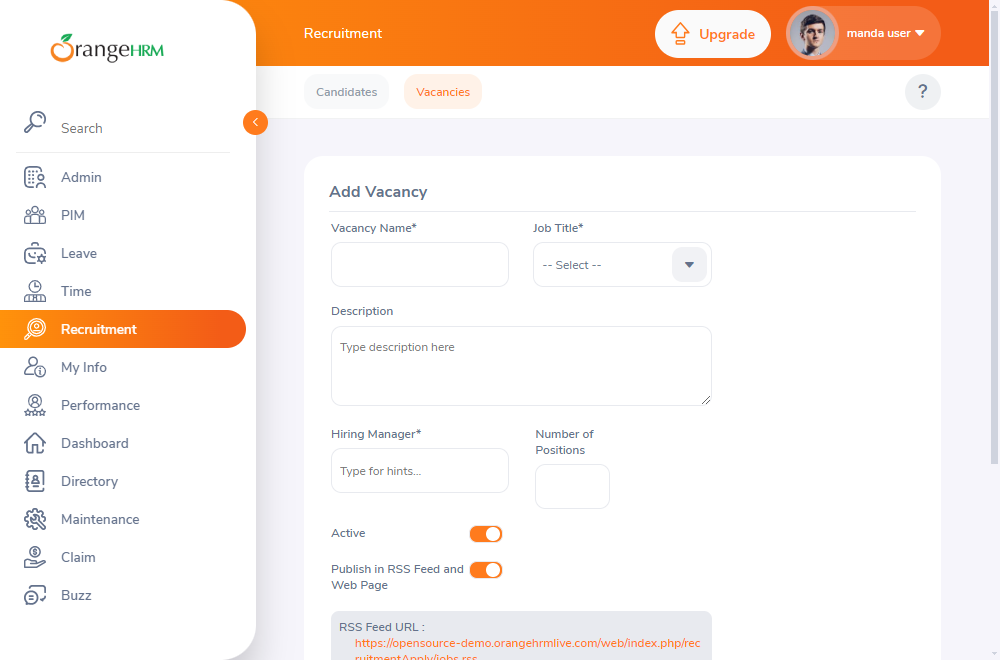 OrangeHRM
Search
Admin
PIM
Leave
Time
Recruitment
My Info
Performance
Dashboard
Directory
Maintenance
Claim
Buzz
Recruitment
Upgrade
manda user
Candidates
Vacancies
?
Add Vacancy
Vacancy Name*
Job Title*
-- Select --
Description
Type description here
Hiring Manager*
Number of
Positions
Type for hints...
Active
Publish in RSS Feed and
Web Page
RSS Feed URL :
https://opensource-demo.orangehrmlive.com/web/index.php/rec
ruitmentApply/jobs.rss